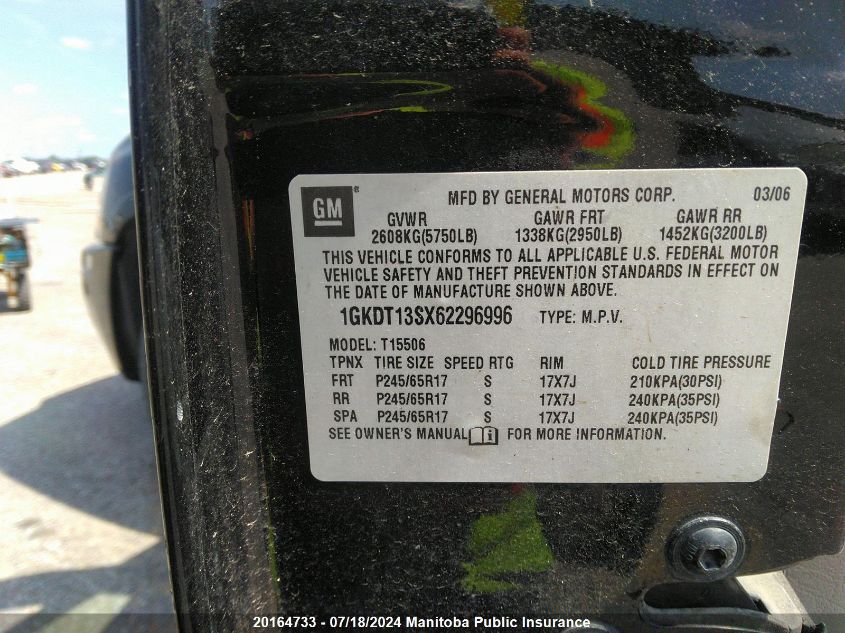 GM
MFD BY GENERAL MOTORS CORP. 03/06
GVWR GAWR FRT GAWR RR
2608KG(5750LB) 1338KG(2950LB) 1452KG(3200LB)
THIS VEHICLE CONFORMS TO ALL APPLICABLE U.S. FEDERAL MOTOR
VEHICLE SAFETY AND THEFT PREVENTION STANDARDS IN EFFECT ON
THE DATE OF MANUFACTURE SHOWN ABOVE.
1GKDT13SX62296996 TYPE: M.P.V.
MODEL: T15506
TPNX TIRE SIZE SPEED RTG RIM COLD TIRE PRESSURE
FRT P245/65R17 S 17X7J 210KPA(30PSI)
RR P245/65R17 S 17X7J 240KPA(35PSI)
SPA P245/65R17 S 17X7J 240KPA(35PSI)
SEE OWNER'S MANUAL FOR MORE INFORMATION.
20164733 - 07/18/2024 Manitoba Public Insurance